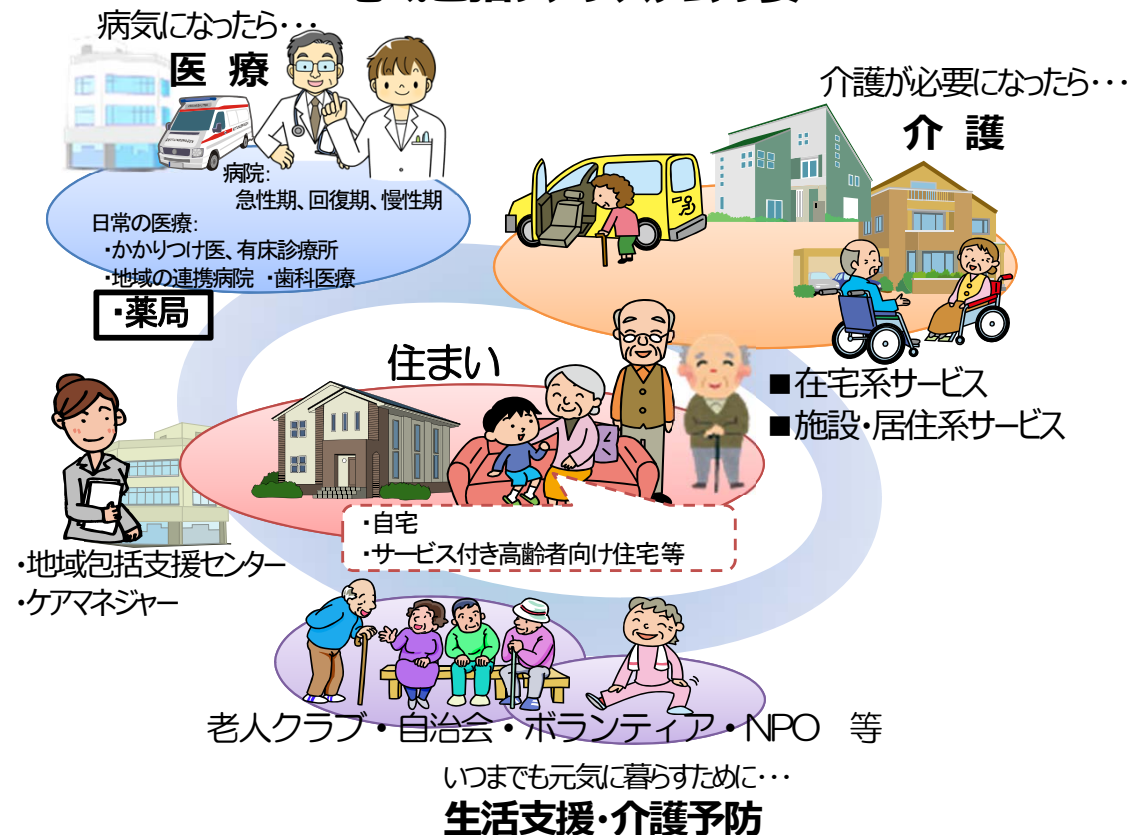 病気になったら・・・
医 療
病院:
急性期、回復期、慢性期
日常の医療:
・かかりつけ医、有床診療所
・地域の連携病院 ・歯科医療
・薬局
介護が必要になったら・・・
介 護
■在宅系サービス
■施設・居住系サービス
住まい
・自宅
・サービス付き高齢者向け住宅等
・地域包括支援センター
・ケアマネジャー
老人クラブ・自治会・ボランティア・NPO 等
いつまでも元気に暮らすために・・・
生活支援・介護予防